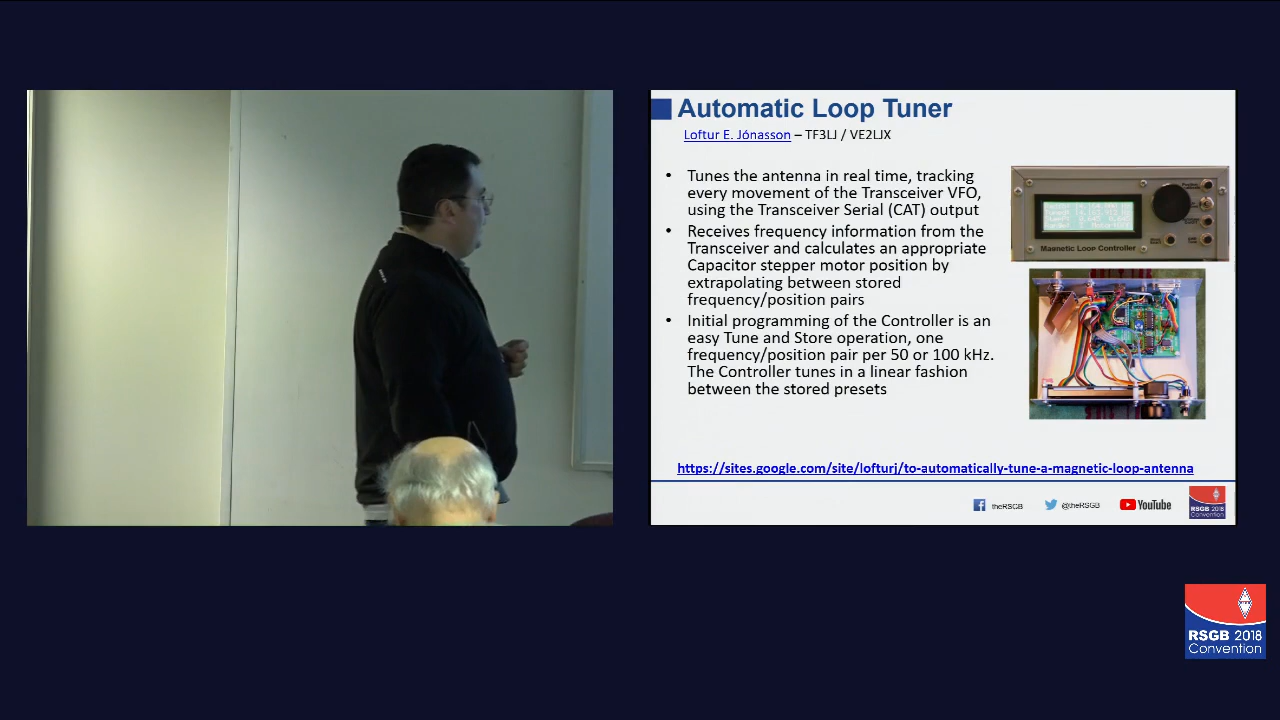 Automatic Loop Tuner
Loftur E. Jónasson – TF3LJ / VE2LJX
• Tunes the antenna in real time, tracking
every movement of the Transceiver VFO,
using the Transceiver Serial (CAT) output
• Receives frequency information from the
Transceiver and calculates an appropriate
Capacitor stepper motor position by
extrapolating between stored
frequency/position pairs
• Initial programming of the Controller is an
easy Tune and Store operation, one
frequency/position pair per 50 or 100 kHz.
The Controller tunes in a linear fashion
between the stored presets
Magnetic Loop Controller
https://sites.google.com/site/lofturj/to-automatically-tune-a-magnetic-loop-antenna
theRSGB
@theRSGB
YouTube
RSGB 2018
Convention
RSGB 2018
Convention